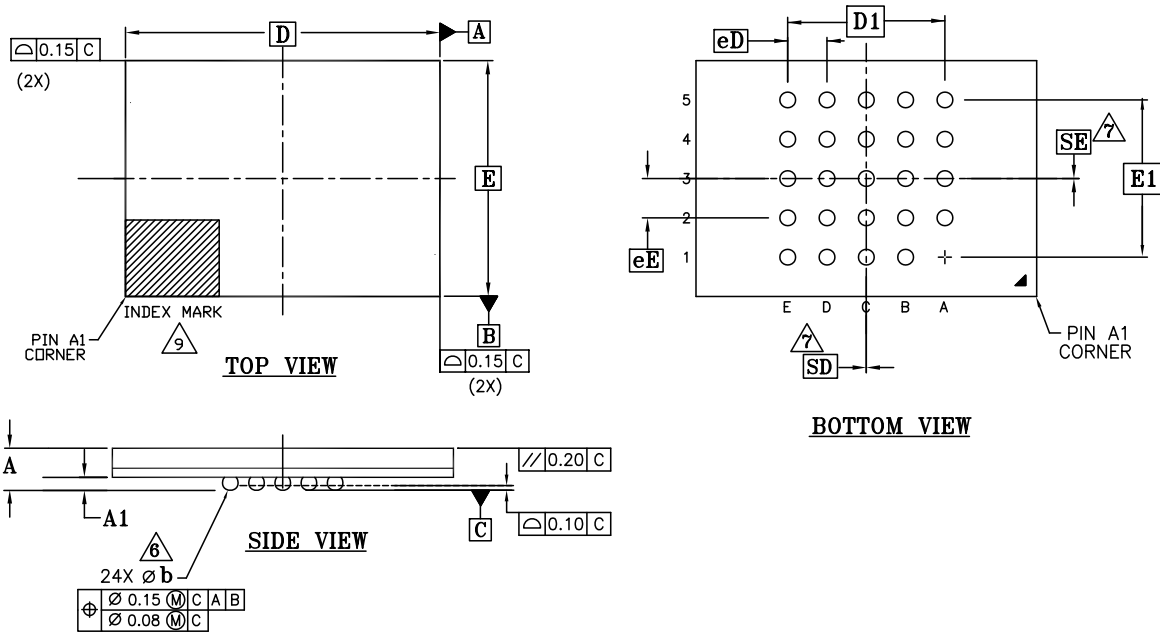 D
A
⌓ 0.15 C
(2X)
E
INDEX MARK
9
PIN A1
CORNER
B
⌓ 0.15 C
(2X)
TOP VIEW
D1
eD
5
4
3
2
1
SE
7
E1
eE
E D C B A
7
SD
PIN A1
CORNER
BOTTOM VIEW
A
A1
// 0.20 C
C
⌓ 0.10 C
SIDE VIEW
6
24X Ø b
⌖ Ø 0.15 Ⓜ C A B
Ø 0.08 Ⓜ C